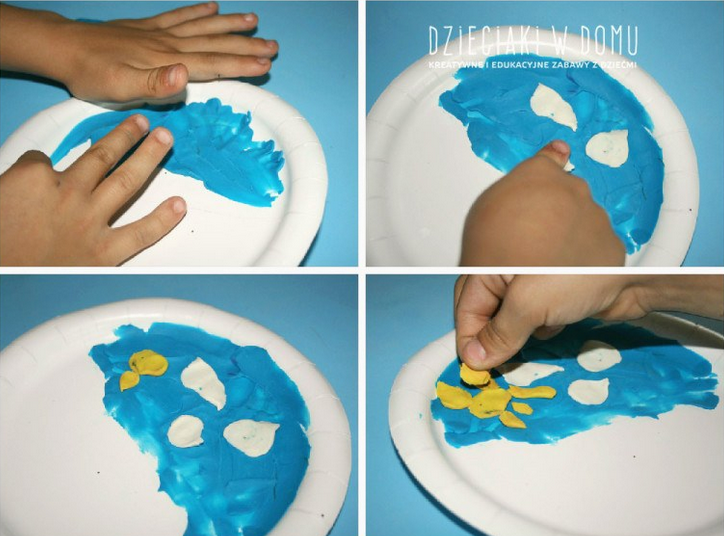 DZIECIAKI W DOMU
KREATYWNE I EDUKACYJNE ZABAWY Z DZIEĆMI